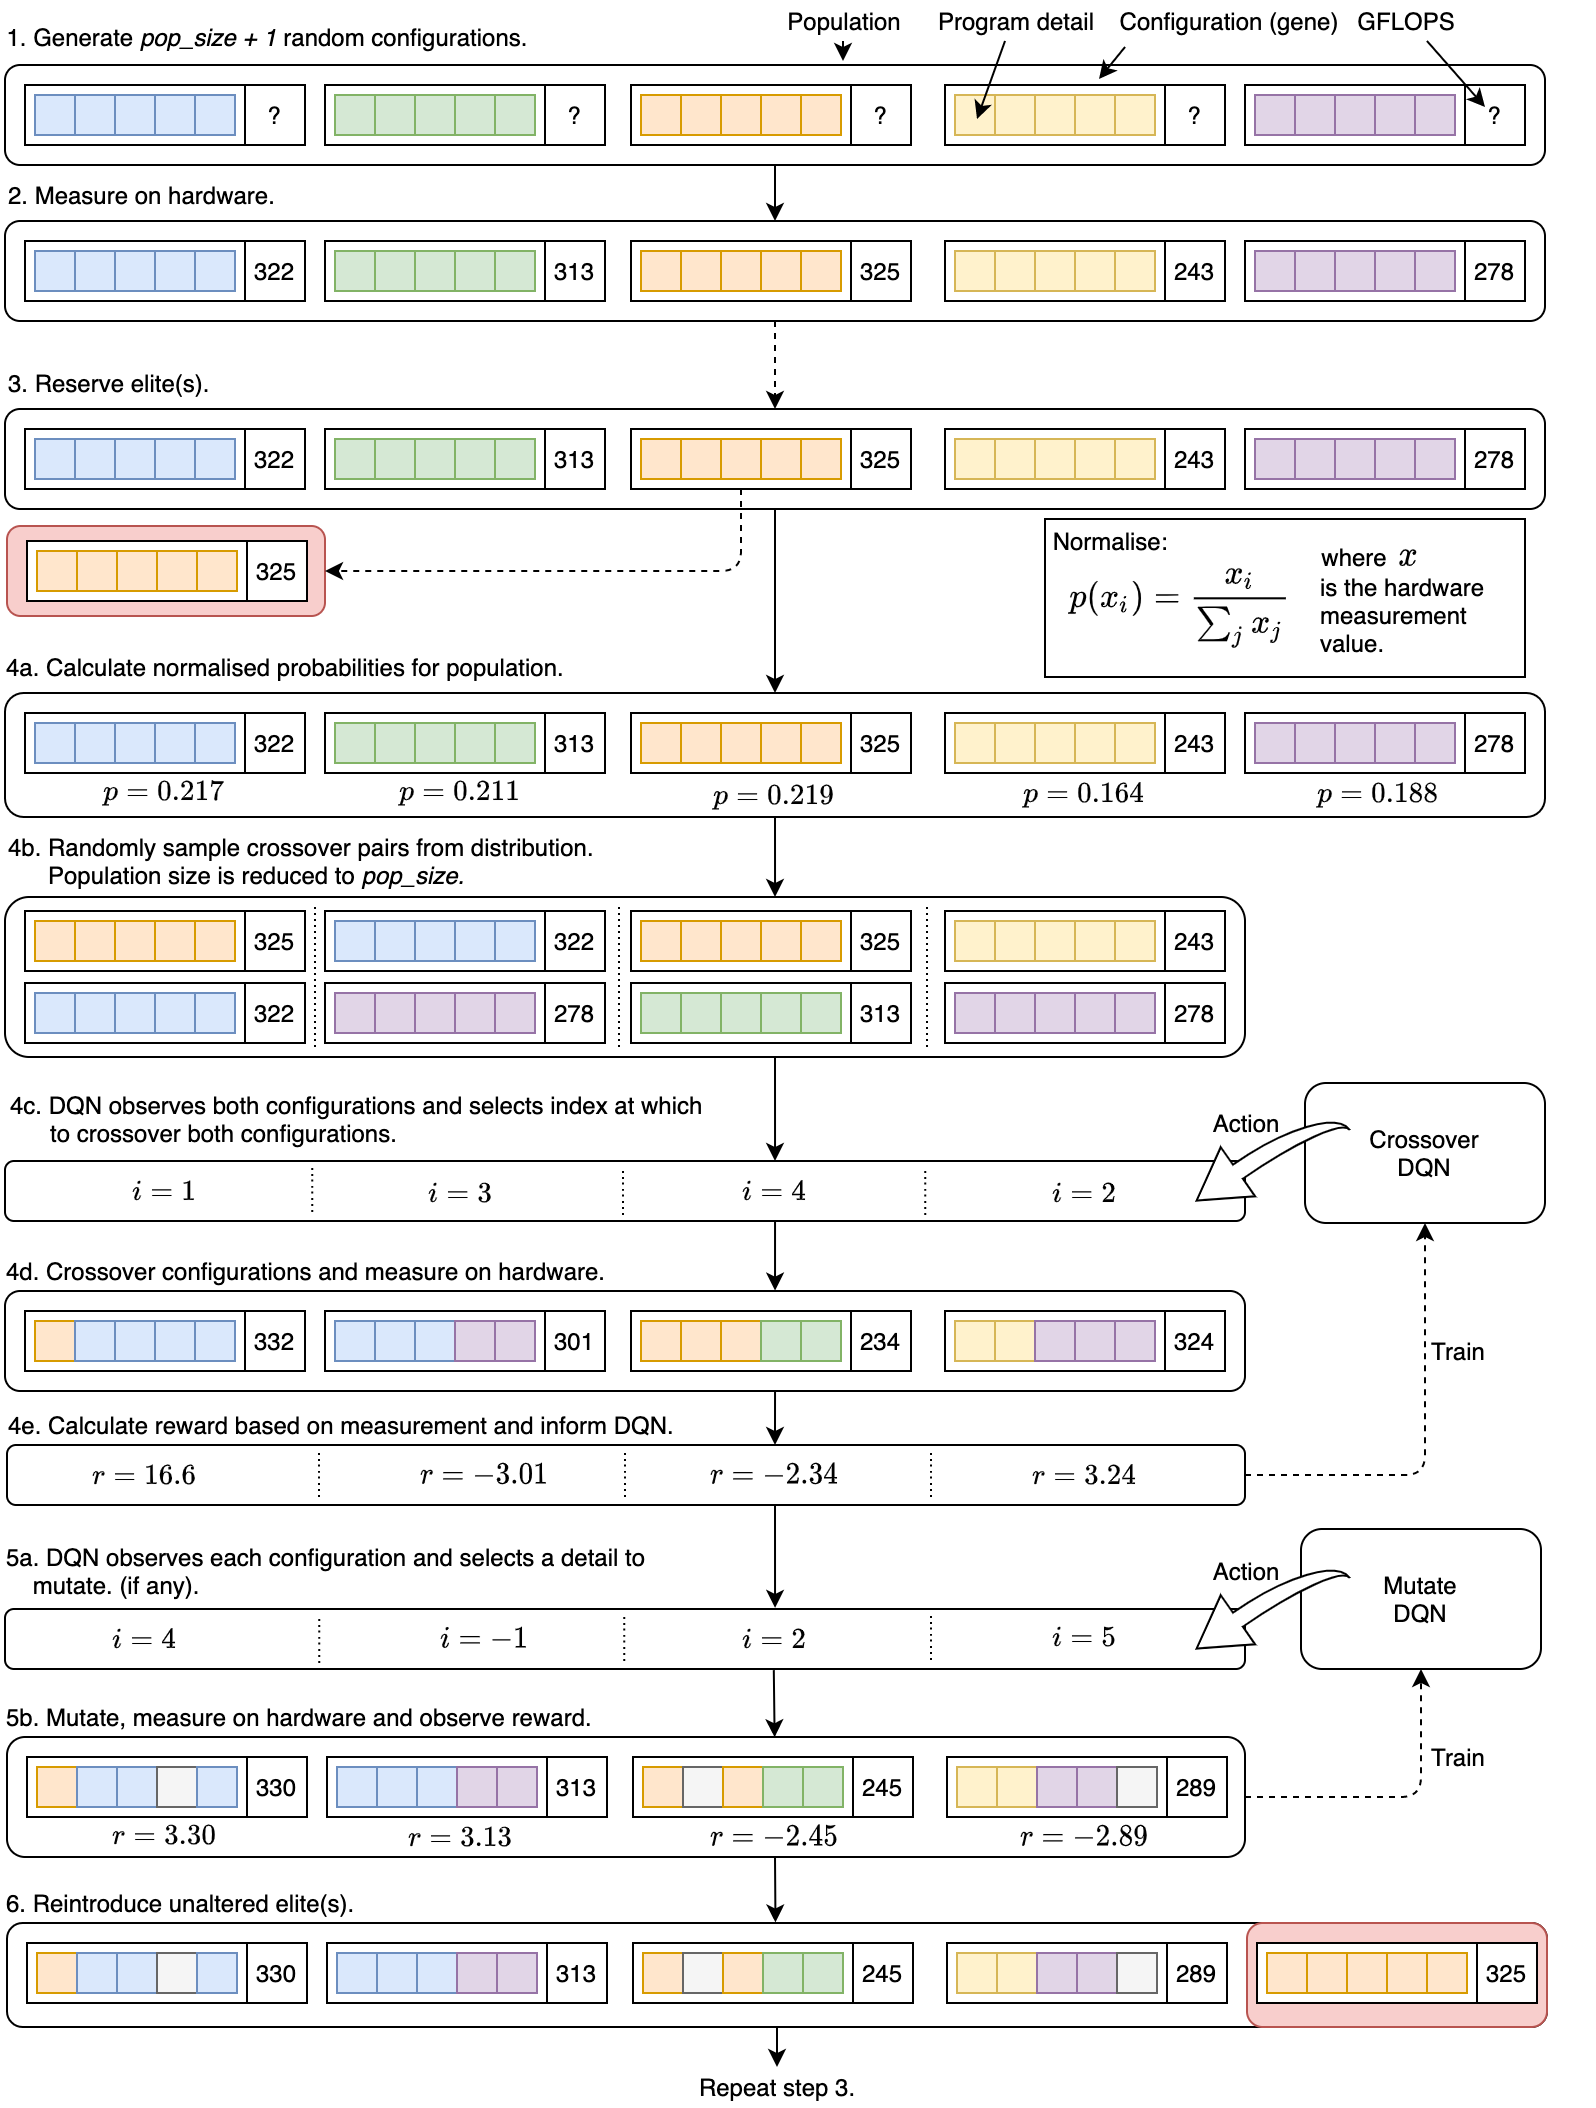 Population
Program detail
Configuration (gene)
GFLOPS
1. Generate pop_size + 1 random configurations.
? ? ? ? ?
2. Measure on hardware.
322 313 325 243 278
3. Reserve elite(s).
322 313 325 243 278
325
Normalise:
p(x_i) = x_i / ∑_j x_j
where x
is the hardware
measurement
value.
4a. Calculate normalised probabilities for population.
322 313 325 243 278
p = 0.217 p = 0.211 p = 0.219 p = 0.164 p = 0.188
4b. Randomly sample crossover pairs from distribution.
Population size is reduced to pop_size.
325 322 325 243
322 278 313 278
4c. DQN observes both configurations and selects index at which
to crossover both configurations.
Action
Crossover
DQN
i = 1 i = 3 i = 4 i = 2
4d. Crossover configurations and measure on hardware.
332 301 234 324
Train
4e. Calculate reward based on measurement and inform DQN.
r = 16.6 r = −3.01 r = −2.34 r = 3.24
5a. DQN observes each configuration and selects a detail to
mutate. (if any).
Action
Mutate
DQN
i = 4 i = −1 i = 2 i = 5
5b. Mutate, measure on hardware and observe reward.
Train
330 313 245 289
r = 3.30 r = 3.13 r = −2.45 r = −2.89
6. Reintroduce unaltered elite(s).
330 313 245 289 325
Repeat step 3.